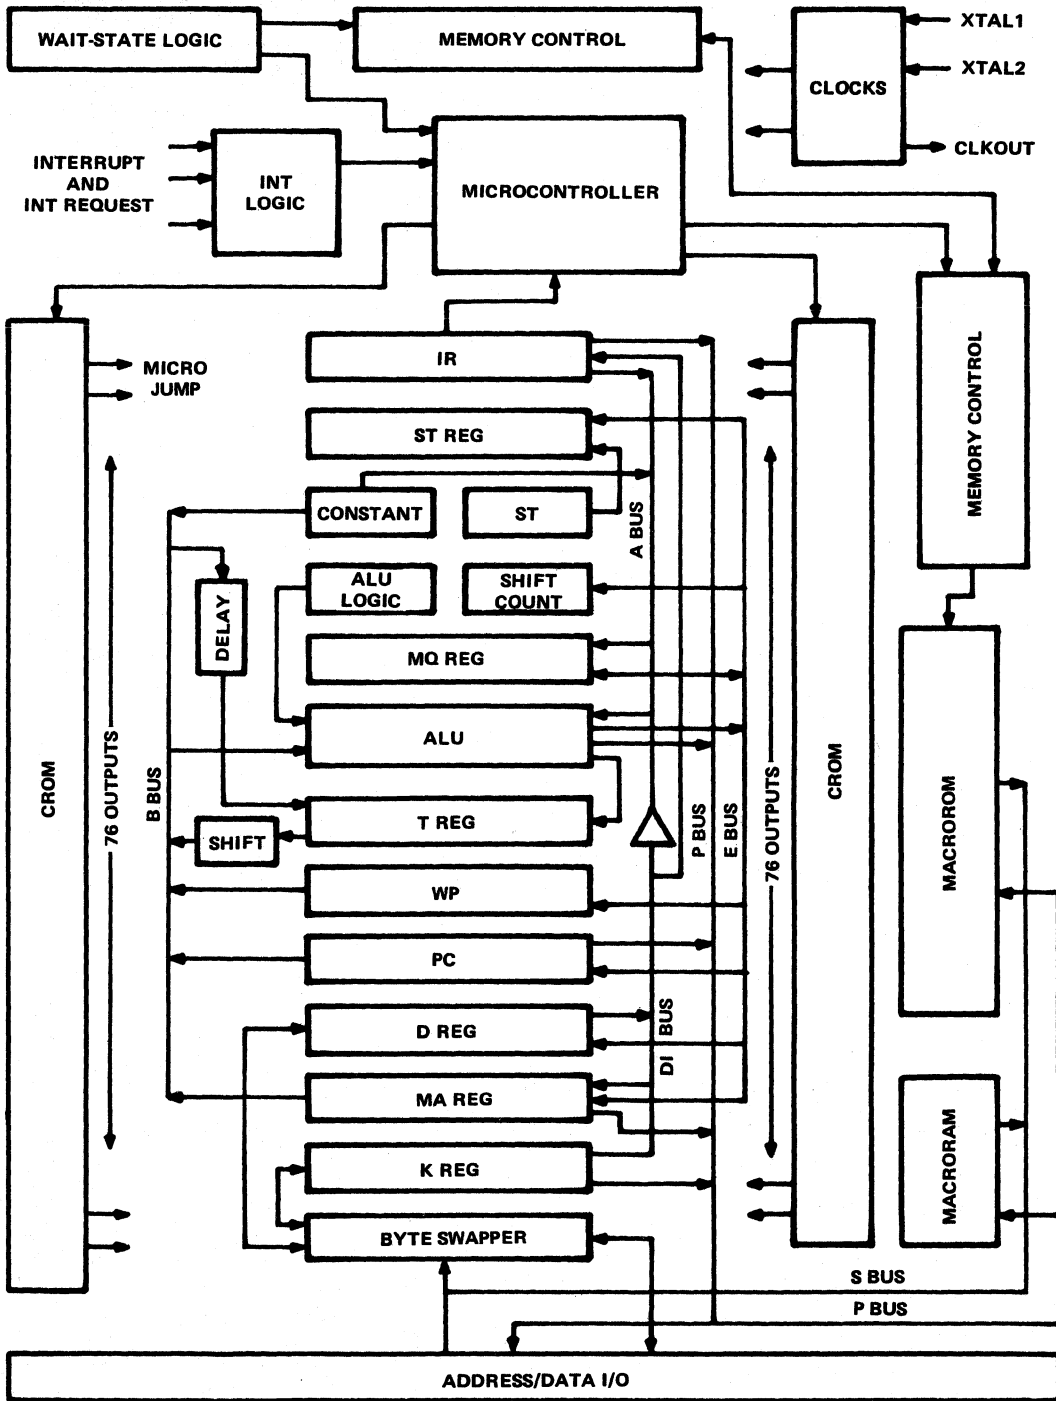 WAIT-STATE LOGIC
MEMORY CONTROL
CLOCKS
XTAL1
XTAL2
CLKOUT
INTERRUPT
AND
INT REQUEST
INT
LOGIC
MICROCONTROLLER
MEMORY CONTROL
CROM
MICRO
JUMP
76 OUTPUTS
B BUS
IR
ST REG
CONSTANT
ST
A BUS
DELAY
ALU
LOGIC
SHIFT
COUNT
MQ REG
ALU
T REG
SHIFT
P BUS
E BUS
76 OUTPUTS
CROM
WP
PC
D REG
DI BUS
MA REG
K REG
BYTE SWAPPER
MACROROM
MACRORAM
S BUS
P BUS
ADDRESS/DATA I/O